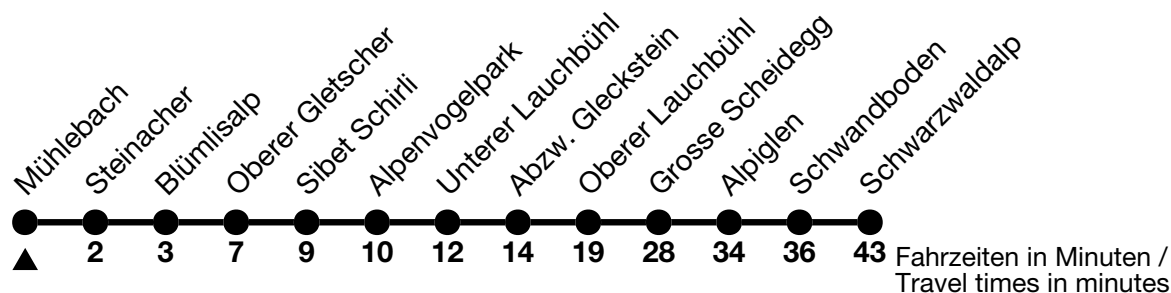 Mühlebach
Steinacher
Blümlisalp
Oberer Gletscher
Sibet Schirli
Alpenvogelpark
Unterer Lauchbühl
Abzw. Gleckstein
Oberer Lauchbühl
Grosse Scheidegg
Alpiglen
Schwandboden
Schwarzwaldalp
2 3 7 9 10 12 14 19 28 34 36 43 Fahrzeiten in Minuten /
Travel times in minutes